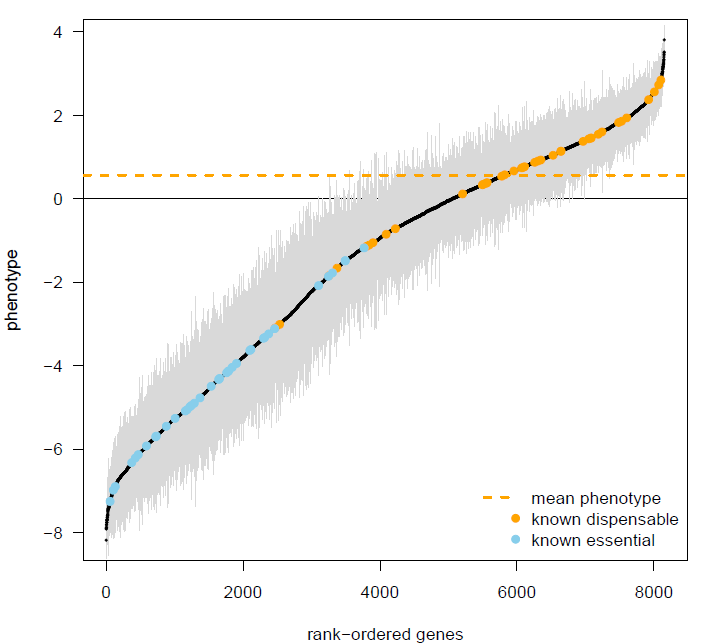 4
2
0
−2
−4
−6
−8
phenotype
mean phenotype
known dispensable
known essential
0 2000 4000 6000 8000
rank−ordered genes